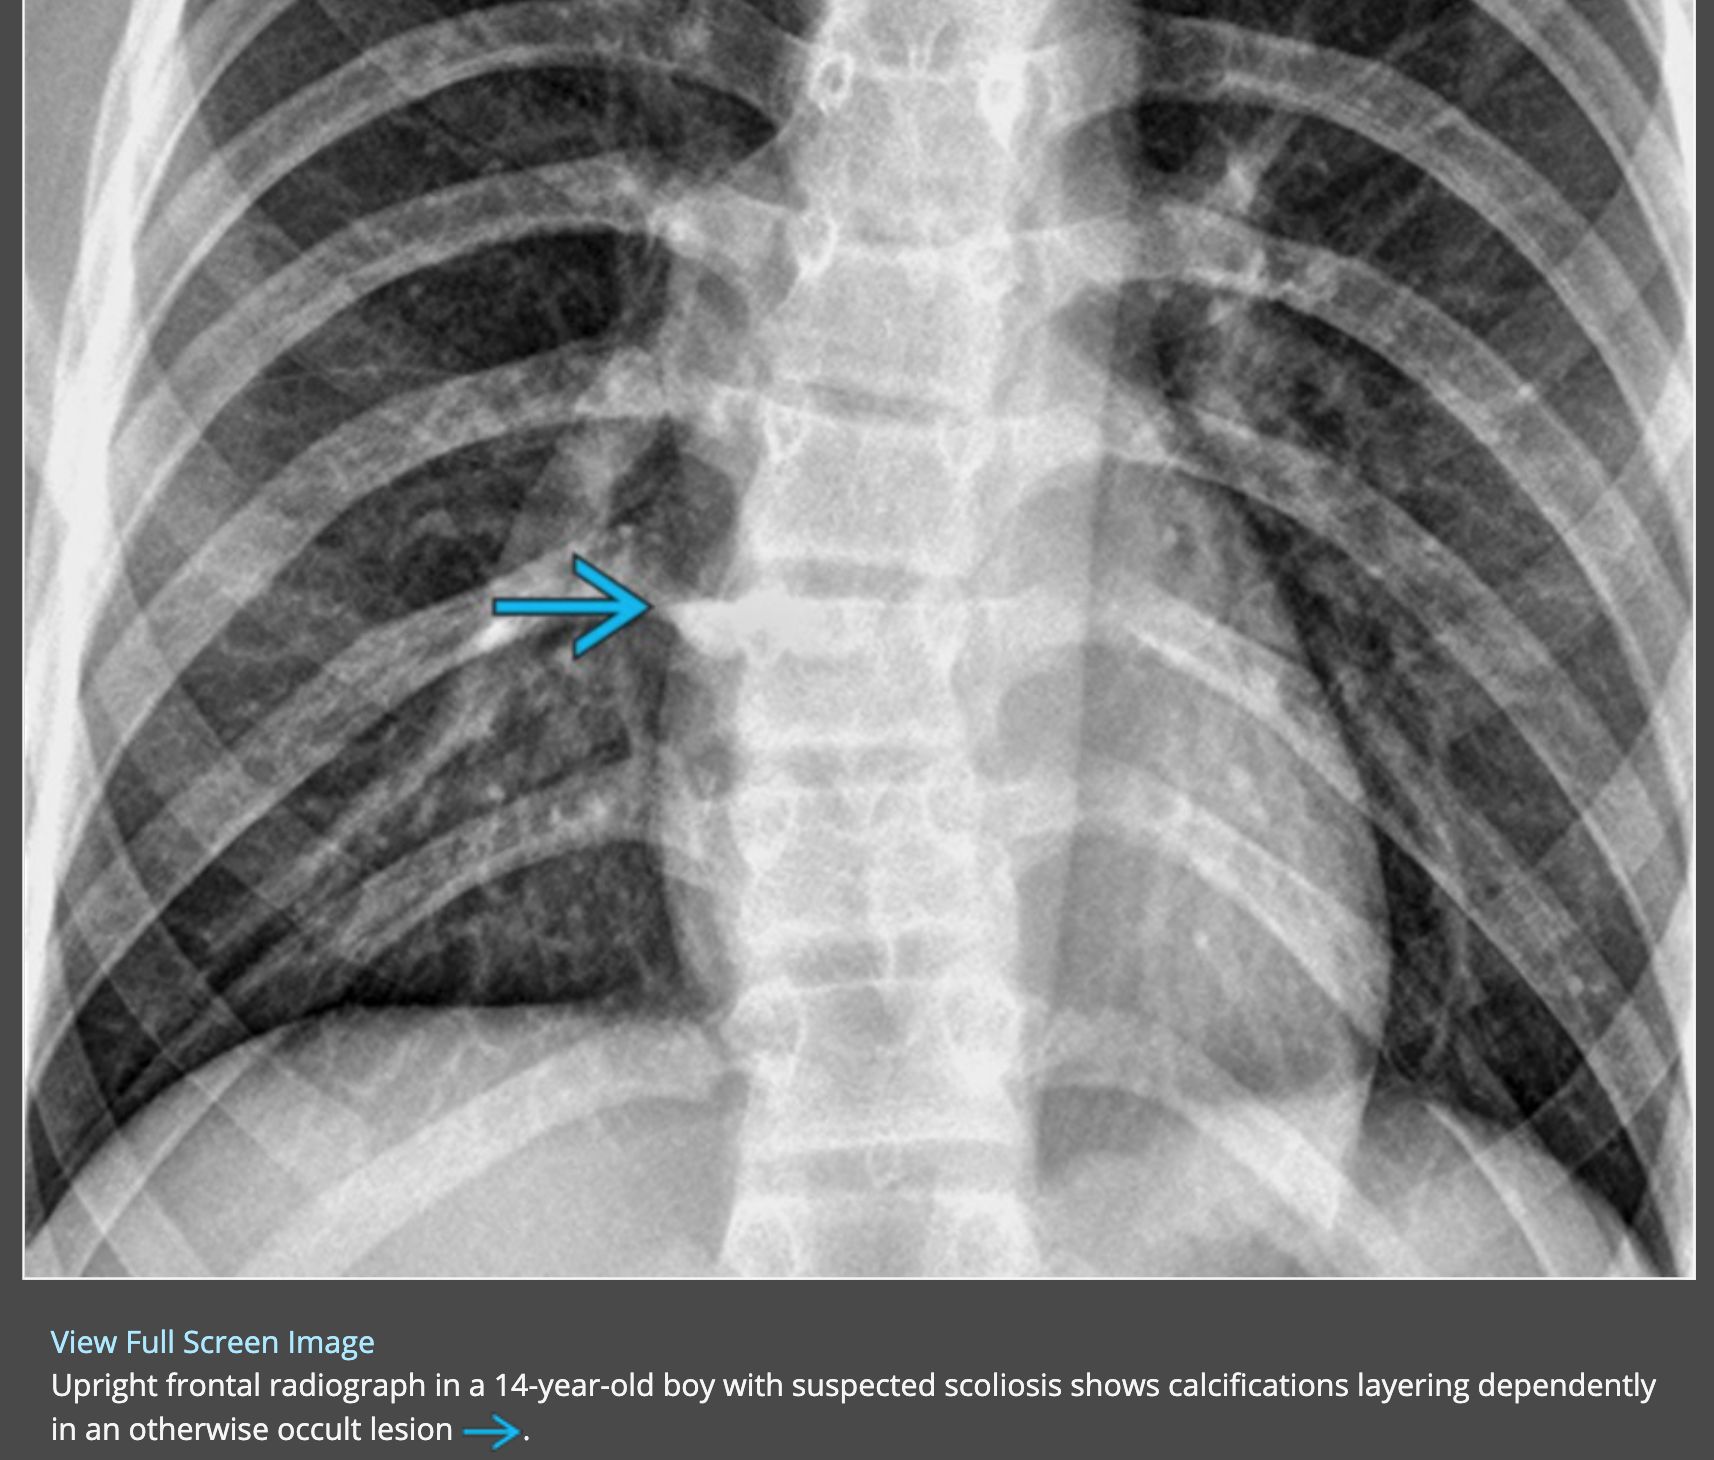 View Full Screen Image
Upright frontal radiograph in a 14-year-old boy with suspected scoliosis shows calcifications layering dependently
in an otherwise occult lesion .